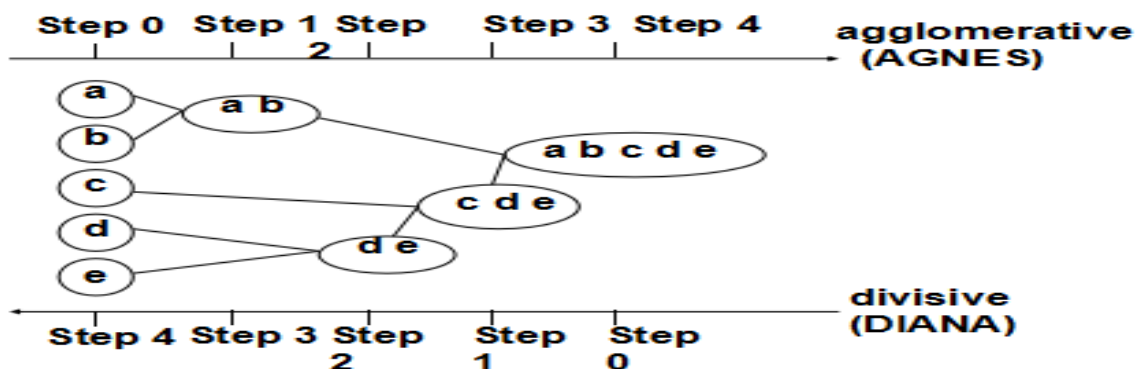 Step 0 Step 1 Step 2 Step 3 Step 4
agglomerative
(AGNES)
a
a b
b
a b c d e
c
c d e
d
d e
e
divisive
(DIANA)
Step 4 Step 3 Step 2 Step 1 Step 0